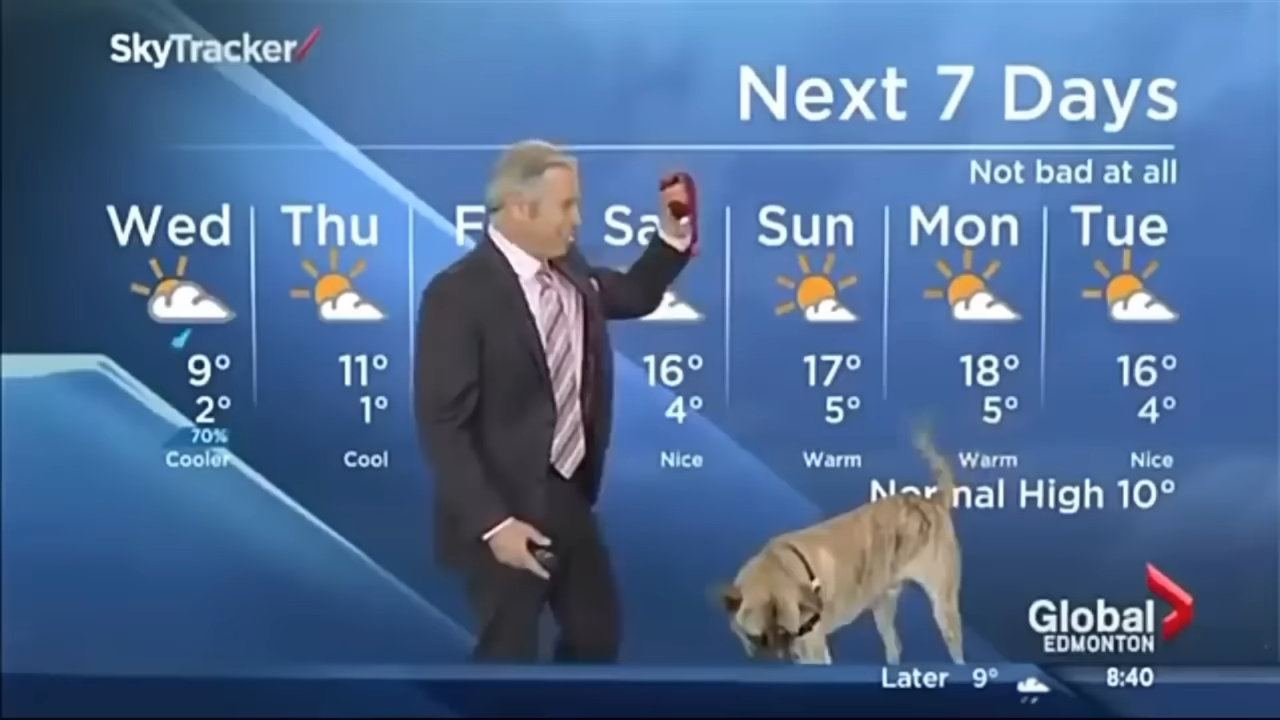 SkyTracker
Next 7 Days
Not bad at all
Wed Thu F Sa Sun Mon Tue
9° 11° 16° 17° 18° 16°
2° 1° 4° 5° 5° 4°
70%
Cooler Cool Nice Warm Warm Nice
Normal High 10°
Global
EDMONTON
Later 9° 8:40